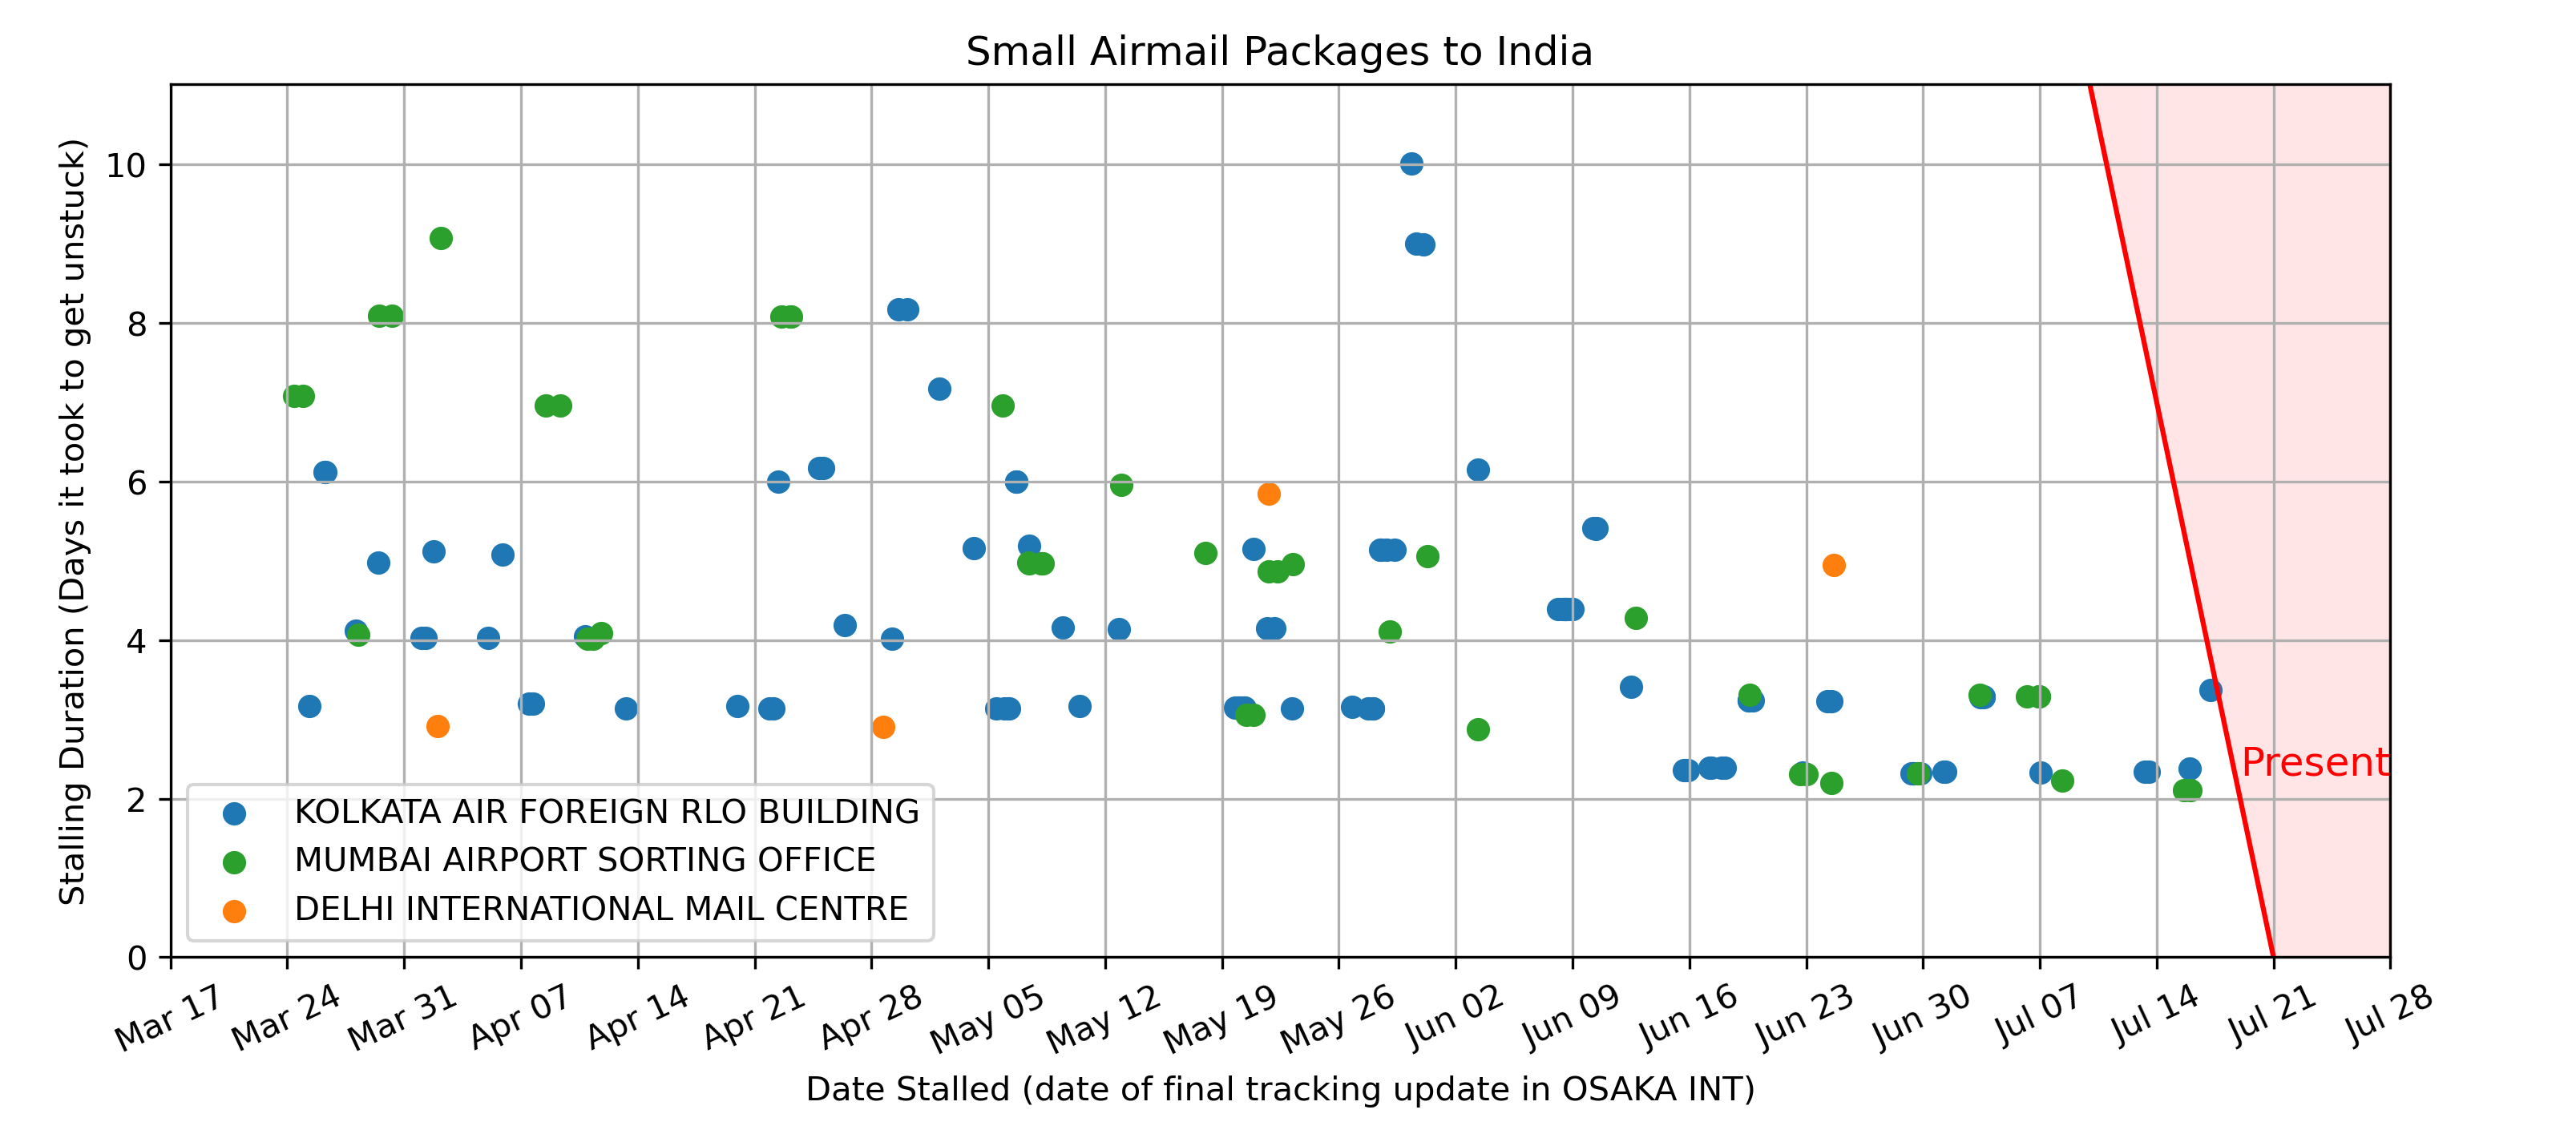 Small Airmail Packages to India
Stalling Duration (Days it took to get unstuck)
10
8
6
4
2
0
Present
KOLKATA AIR FOREIGN RLO BUILDING
MUMBAI AIRPORT SORTING OFFICE
DELHI INTERNATIONAL MAIL CENTRE
Mar 17
Mar 24
Mar 31
Apr 07
Apr 14
Apr 21
Apr 28
May 05
May 12
May 19
May 26
Jun 02
Jun 09
Jun 16
Jun 23
Jun 30
Jul 07
Jul 14
Jul 21
Jul 28
Date Stalled (date of final tracking update in OSAKA INT)